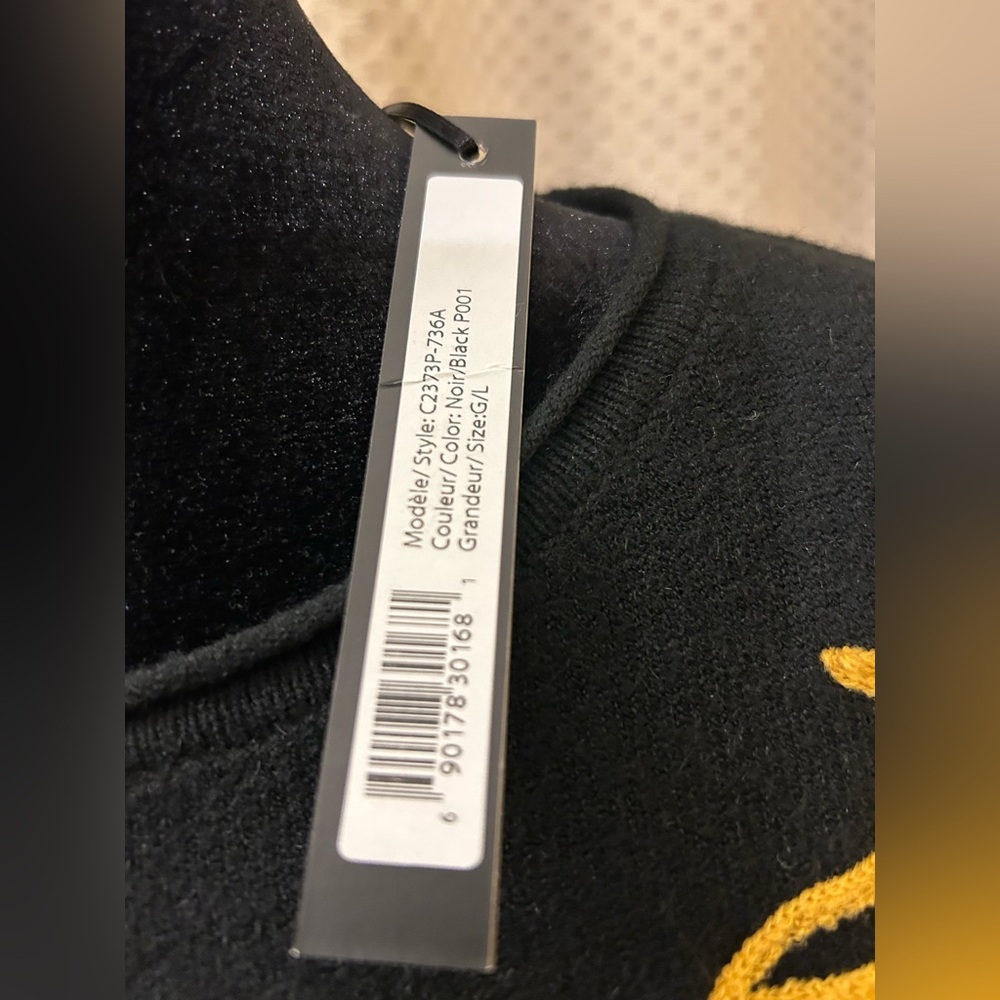 Modèle/ Style: C2373P-736A
Couleur/ Color: Noir/Black P001
Grandeur/ Size:G/L
6 90178 30168 1